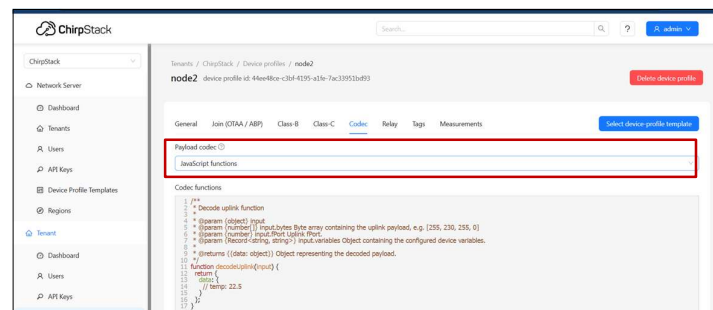 ChirpStack
Search...
?
admin
ChirpStack
Tenants / ChirpStack / Device profiles / node2
node2 device profile id: 44ee48ce-c3bf-4195-a1fe-7ac33951bd93
Delete device profile
Network Server
Dashboard
Tenants
Users
API Keys
Device Profile Templates
Regions
Tenant
Dashboard
Users
API Keys
General Join (OTAA / ABP) Class-B Class-C Codec Relay Tags Measurements
Select device-profile template
Payload codec ?
JavaScript functions
Codec functions
1 /**
2 * Decode uplink function
3 *
4 * @param {object} input
5 * @param {number[]} input.bytes Byte array containing the uplink payload, e.g. [255, 230, 255, 0]
6 * @param {number} input.fPort Uplink fPort.
7 * @param {Record<string, string>} input.variables Object containing the configured device variables.
8 *
9 * @returns {{data: object}} Object representing the decoded payload.
10 */
11 function decodeUplink(input) {
12 return {
13 data: {
14 // temp: 22.5
15 }
16 };
17 }